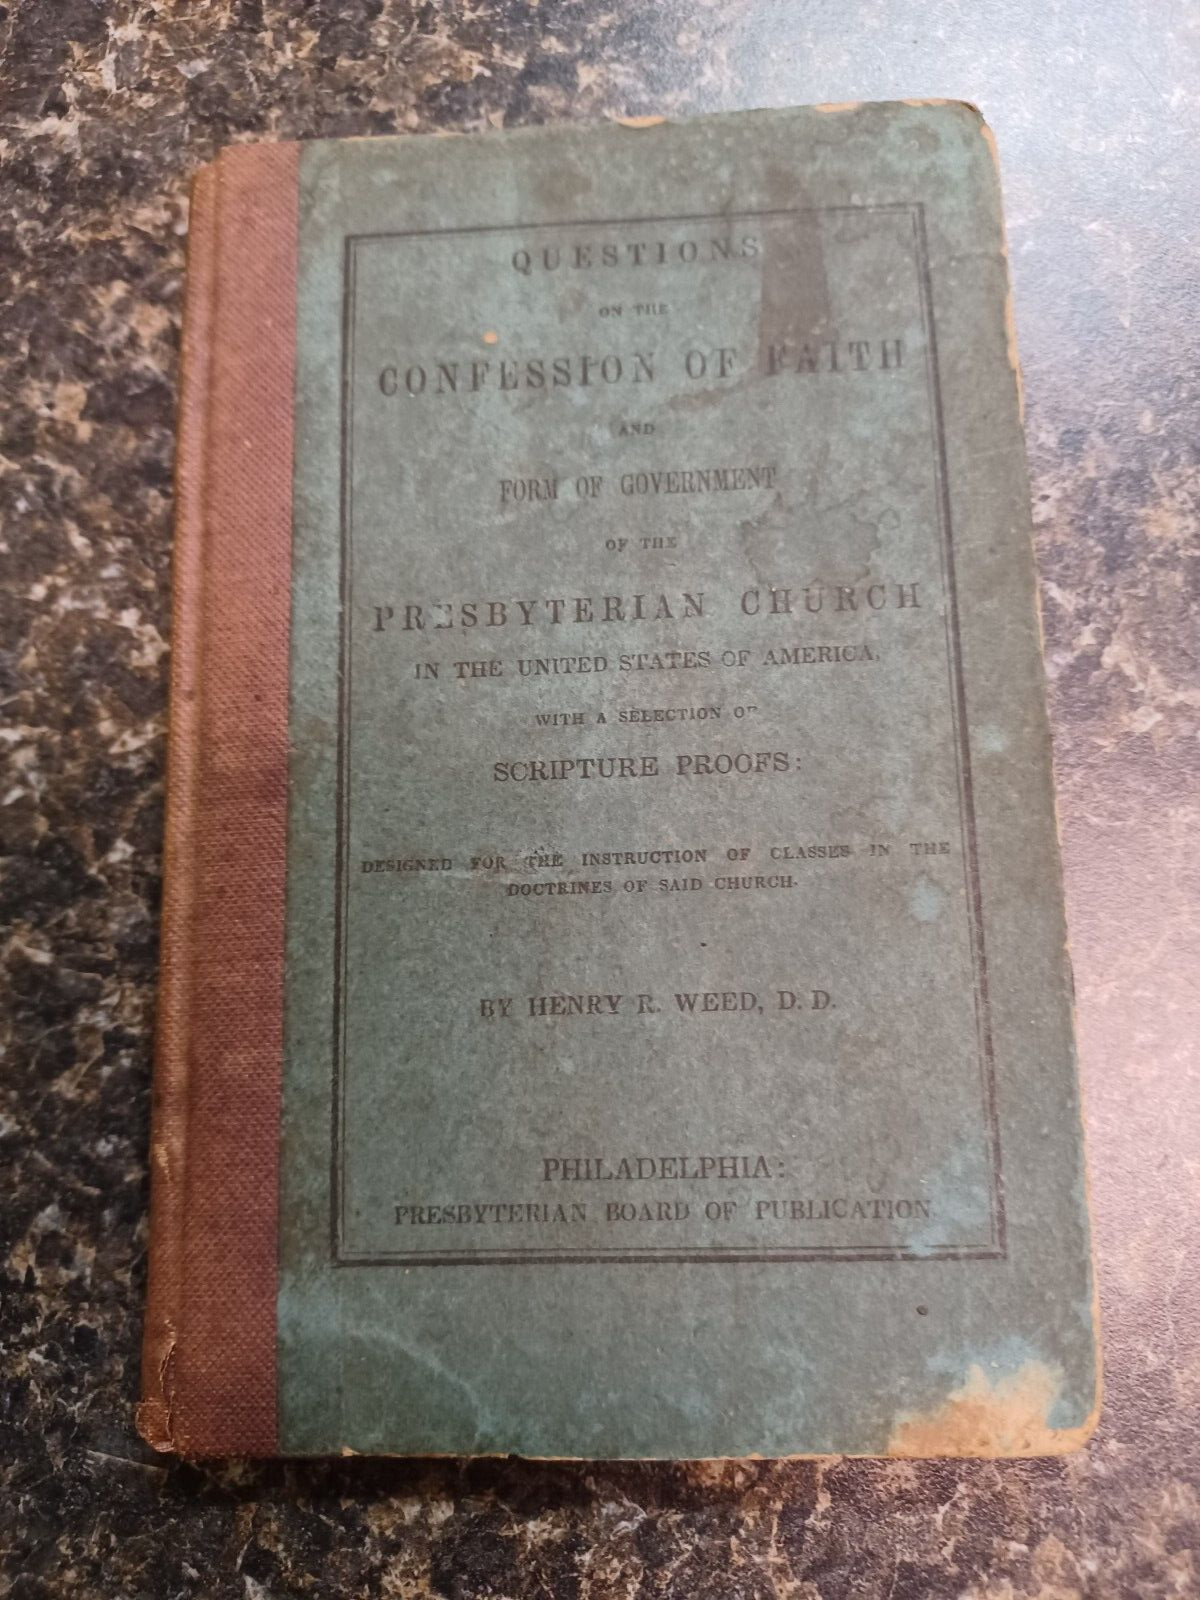 QUESTIONS
ON THE
CONFESSION OF FAITH
AND
FORM OF GOVERNMENT
OF THE
PRESBYTERIAN CHURCH
IN THE UNITED STATES OF AMERICA,
WITH A SELECTION OF
SCRIPTURE PROOFS:
DESIGNED FOR THE INSTRUCTION OF CLASSES IN THE
DOCTRINES OF SAID CHURCH.
BY HENRY R. WEED, D. D.
PHILADELPHIA:
PRESBYTERIAN BOARD OF PUBLICATION